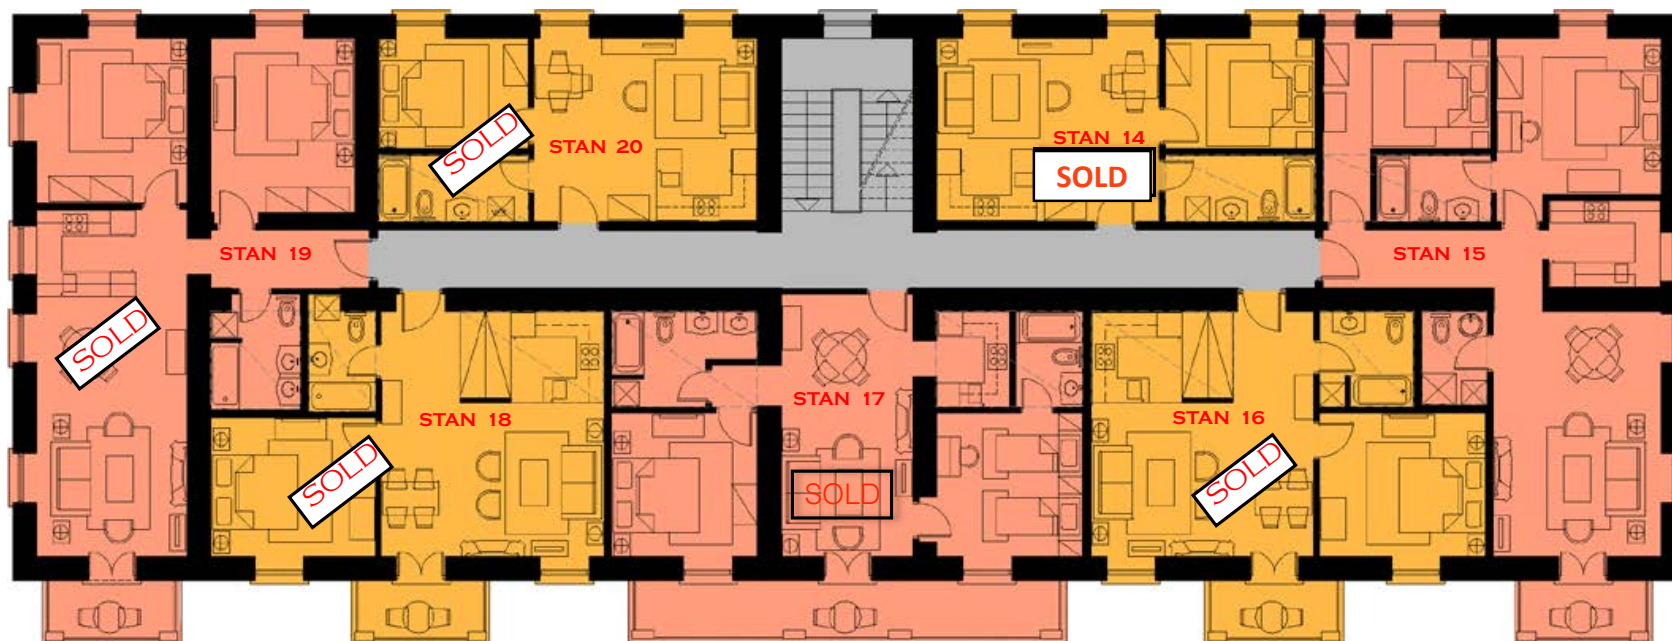 SOLD
STAN 20
STAN 14
SOLD
STAN 19
STAN 15
SOLD
STAN 18
SOLD
STAN 17
SOLD
STAN 16
SOLD